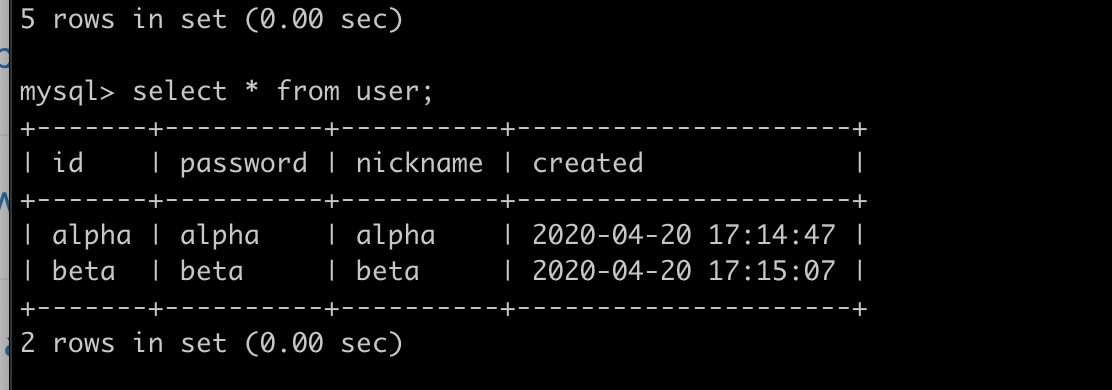 5 rows in set (0.00 sec)
mysql> select * from user;
+-------+----------+----------+---------------------+
| id    | password | nickname | created             |
+-------+----------+----------+---------------------+
| alpha | alpha    | alpha    | 2020-04-20 17:14:47 |
| beta  | beta     | beta     | 2020-04-20 17:15:07 |
+-------+----------+----------+---------------------+
2 rows in set (0.00 sec)